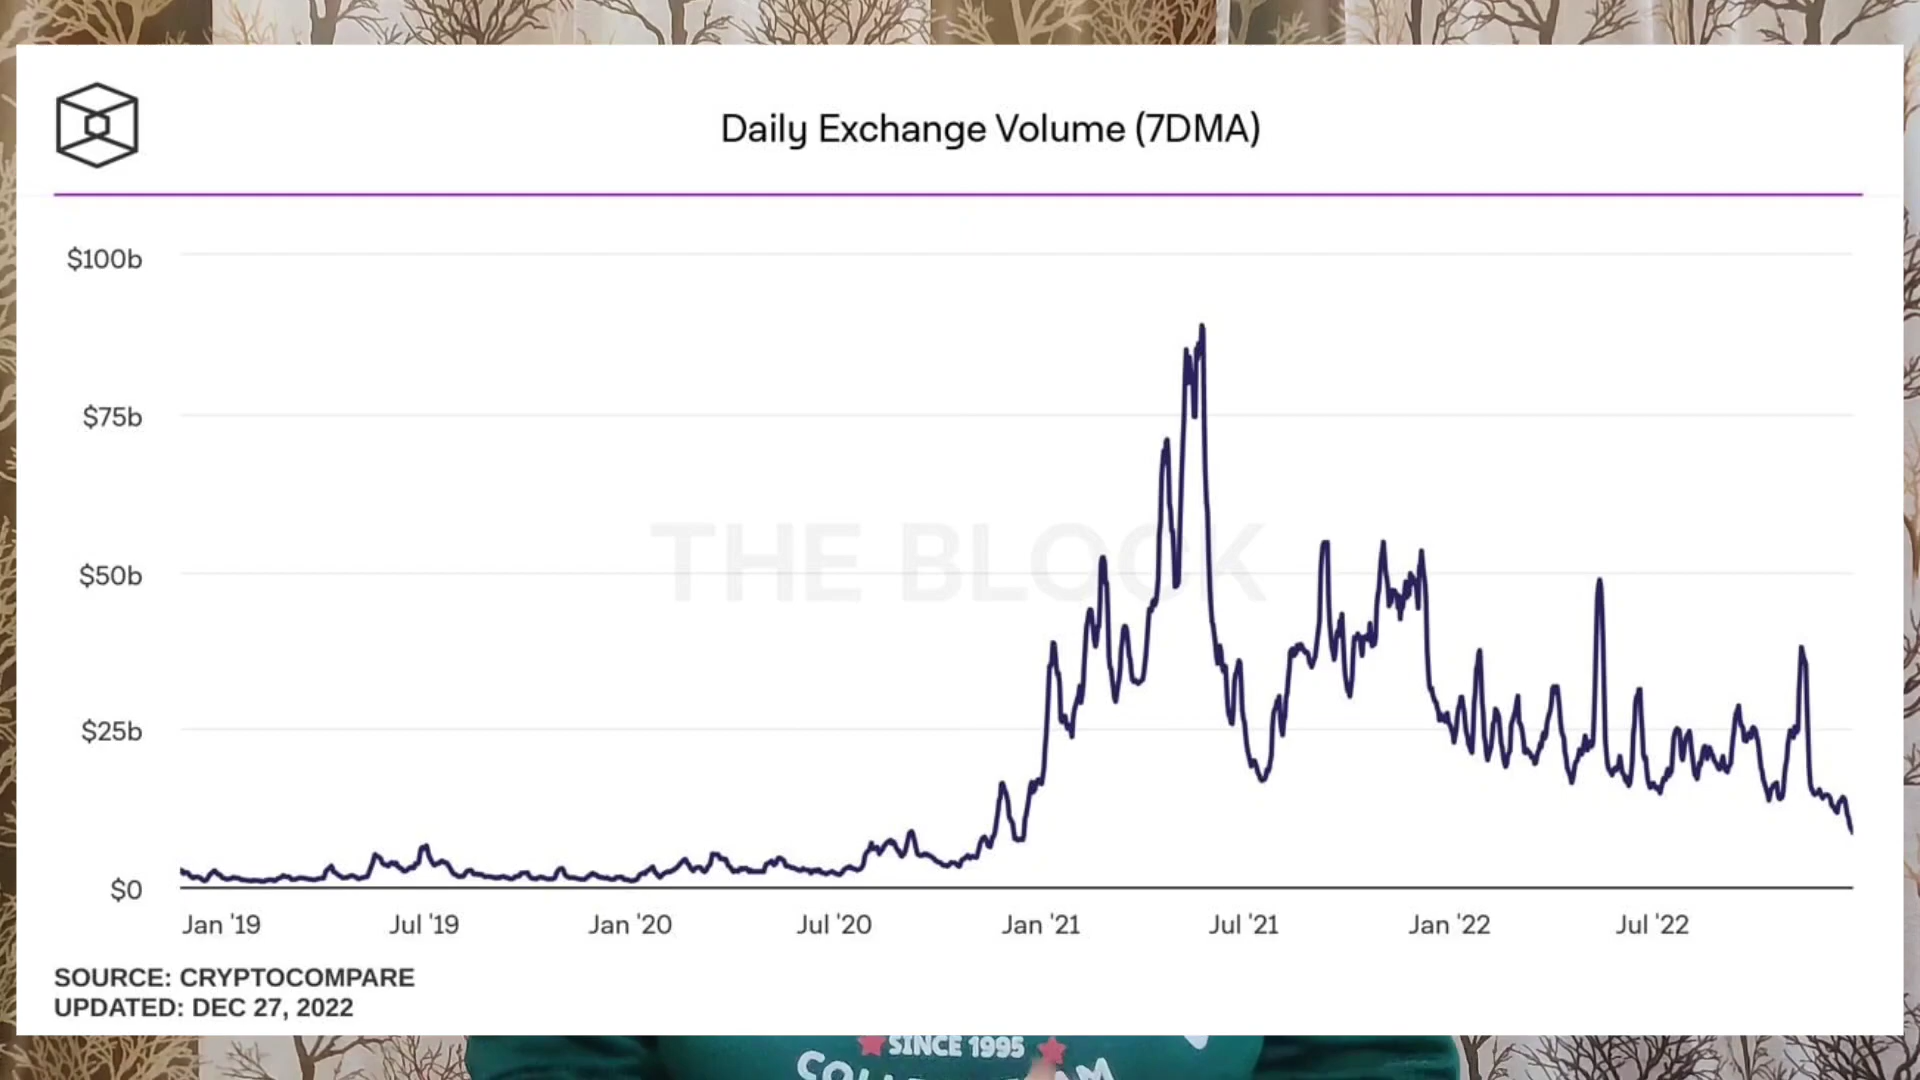 Daily Exchange Volume (7DMA)
$100b
$75b
$50b
$25b
$0
THE BLOCK
Jan '19 Jul '19 Jan '20 Jul '20 Jan '21 Jul '21 Jan '22 Jul '22
SOURCE: CRYPTOCOMPARE
UPDATED: DEC 27, 2022
SINCE 1995